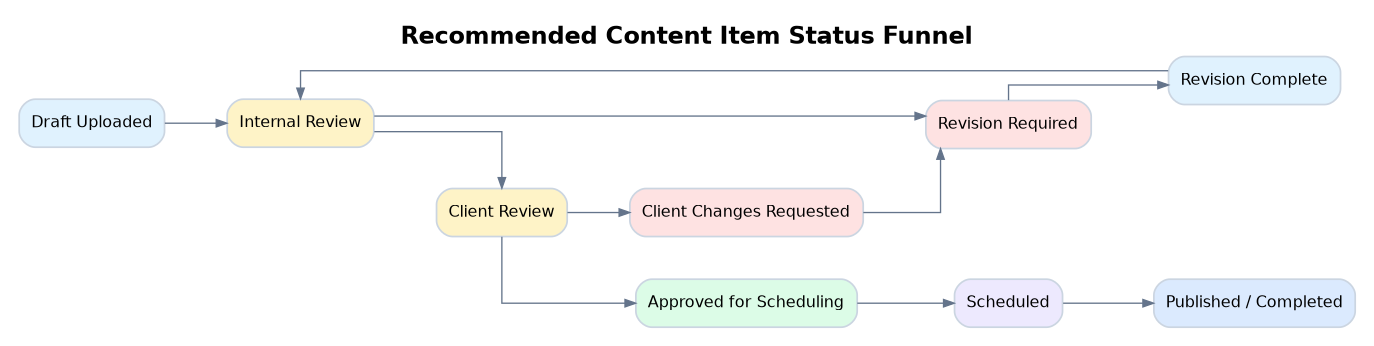 Recommended Content Item Status Funnel
Revision Complete
Draft Uploaded
Internal Review
Revision Required
Client Review
Client Changes Requested
Approved for Scheduling
Scheduled
Published / Completed